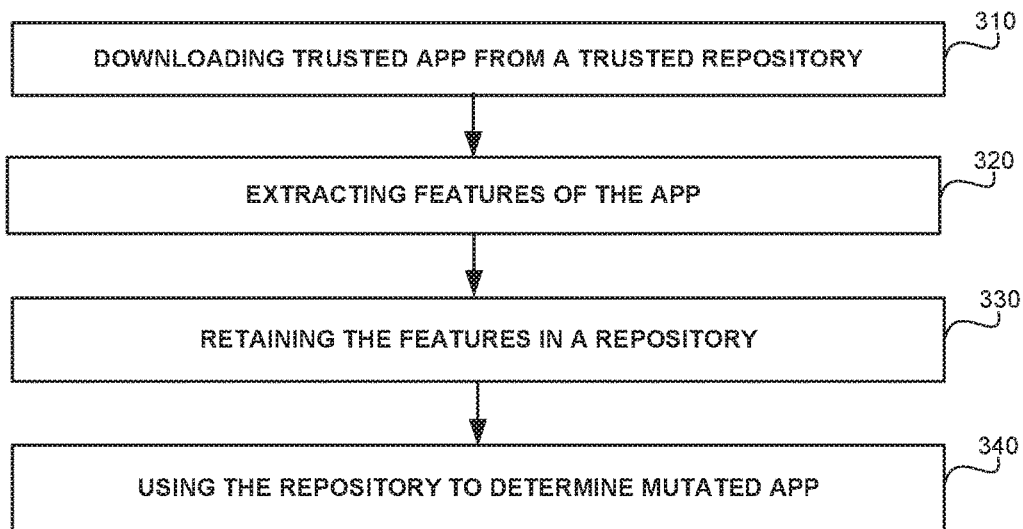 310
DOWNLOADING TRUSTED APP FROM A TRUSTED REPOSITORY
320
EXTRACTING FEATURES OF THE APP
330
RETAINING THE FEATURES IN A REPOSITORY
340
USING THE REPOSITORY TO DETERMINE MUTATED APP